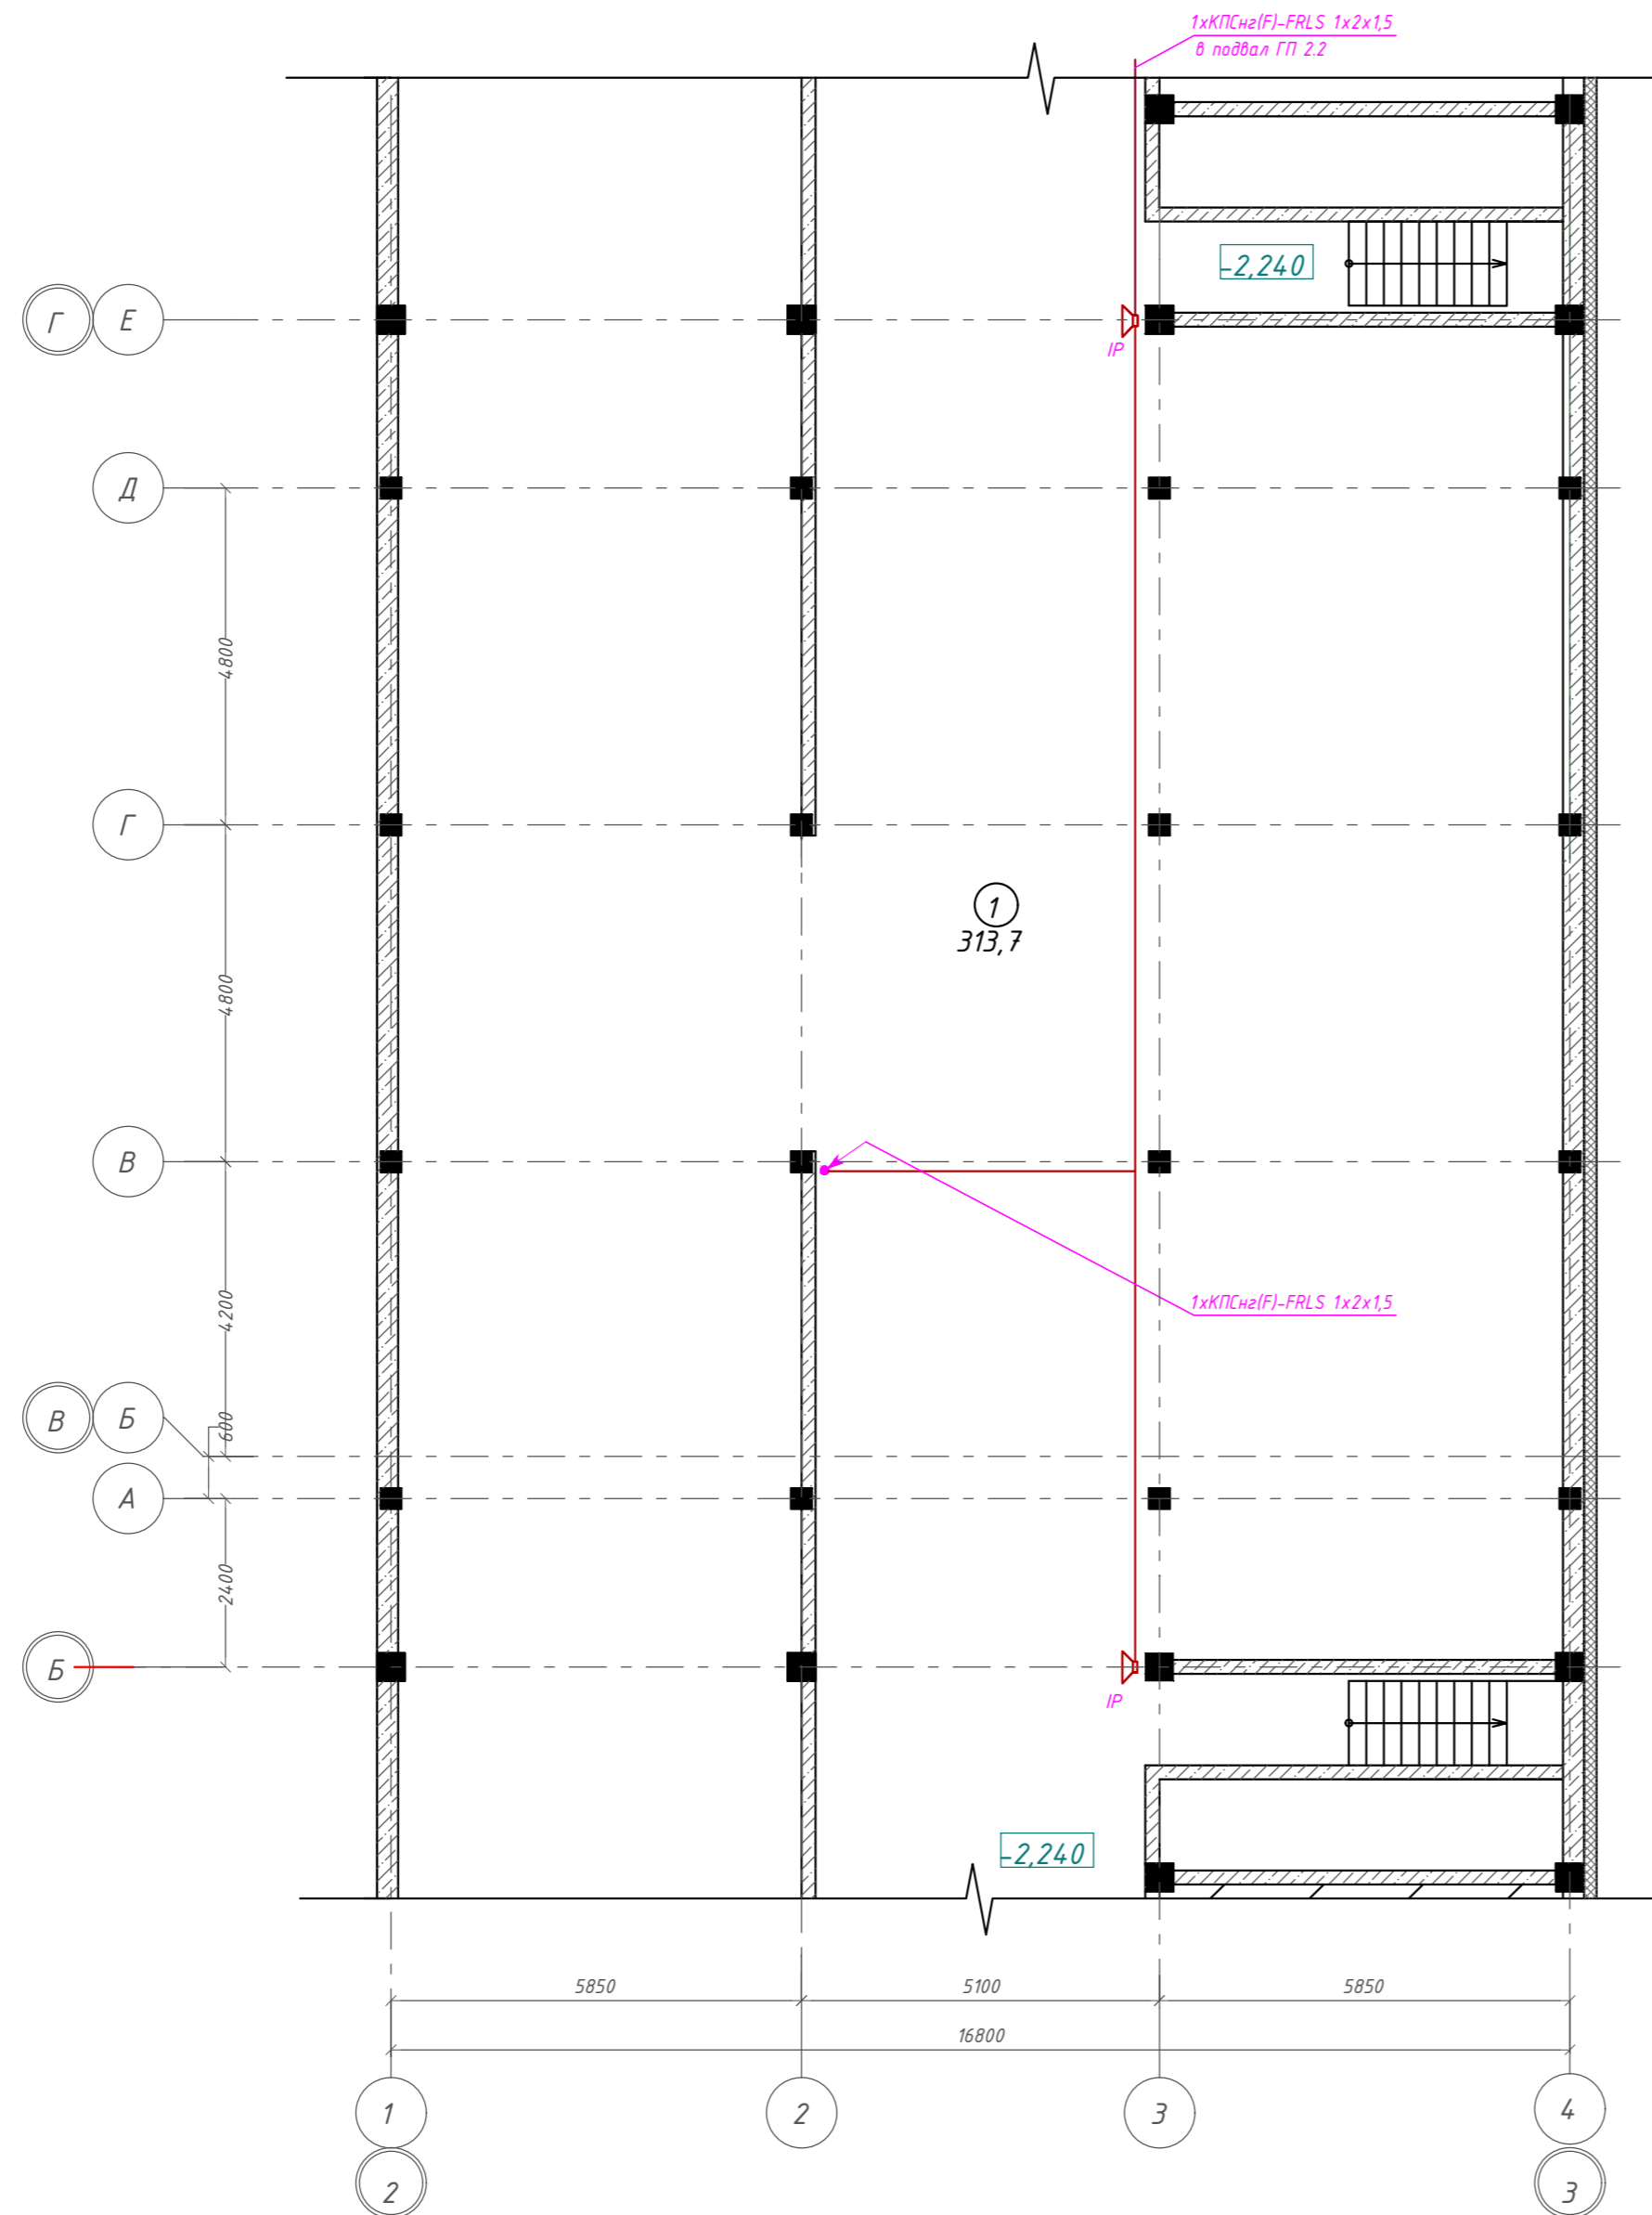 1хКПСнг(F)-FRLS 1х2х1,5
в подвал ГП 2.2
-2,240
Г
Е
IP
Д
4800
Г
1
313,7
4800
В
1хКПСнг(F)-FRLS 1х2х1,5
4200
В
Б
600
А
2400
Б
IP
-2,240
5850
5100
5850
16800
1
2
3
4
2
3